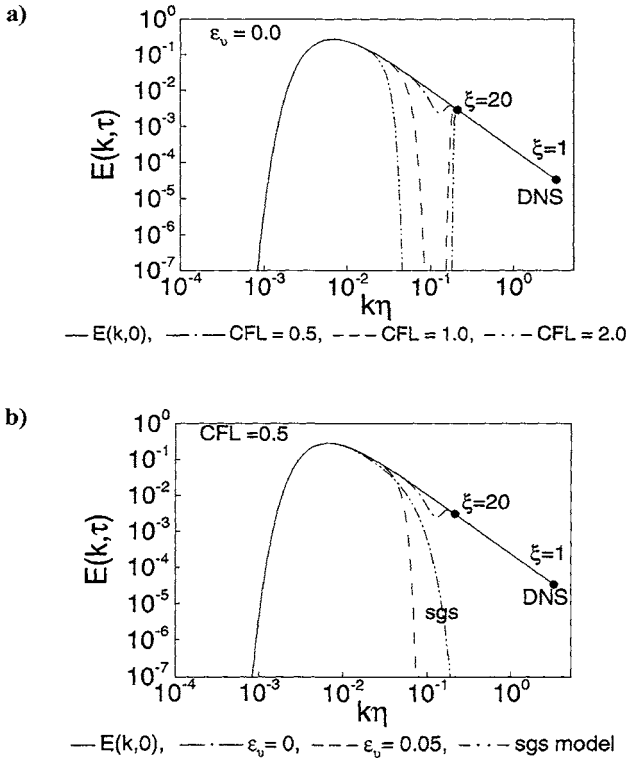 a)
ε_υ = 0.0
E(k,τ)
10^0
10^-1
10^-2
10^-3
10^-4
10^-5
10^-6
10^-7
ξ=20
ξ=1
DNS
10^-4 10^-3 10^-2 10^-1 10^0
kη
— E(k,0), — · — CFL = 0.5, – – – CFL = 1.0, — ·· — CFL = 2.0
b)
CFL =0.5
E(k,τ)
10^0
10^-1
10^-2
10^-3
10^-4
10^-5
10^-6
10^-7
ξ=20
ξ=1
DNS
sgs
10^-4 10^-3 10^-2 10^-1 10^0
kη
— E(k,0), — · — ε_υ= 0, – – – ε_υ= 0.05, – ·· – sgs model